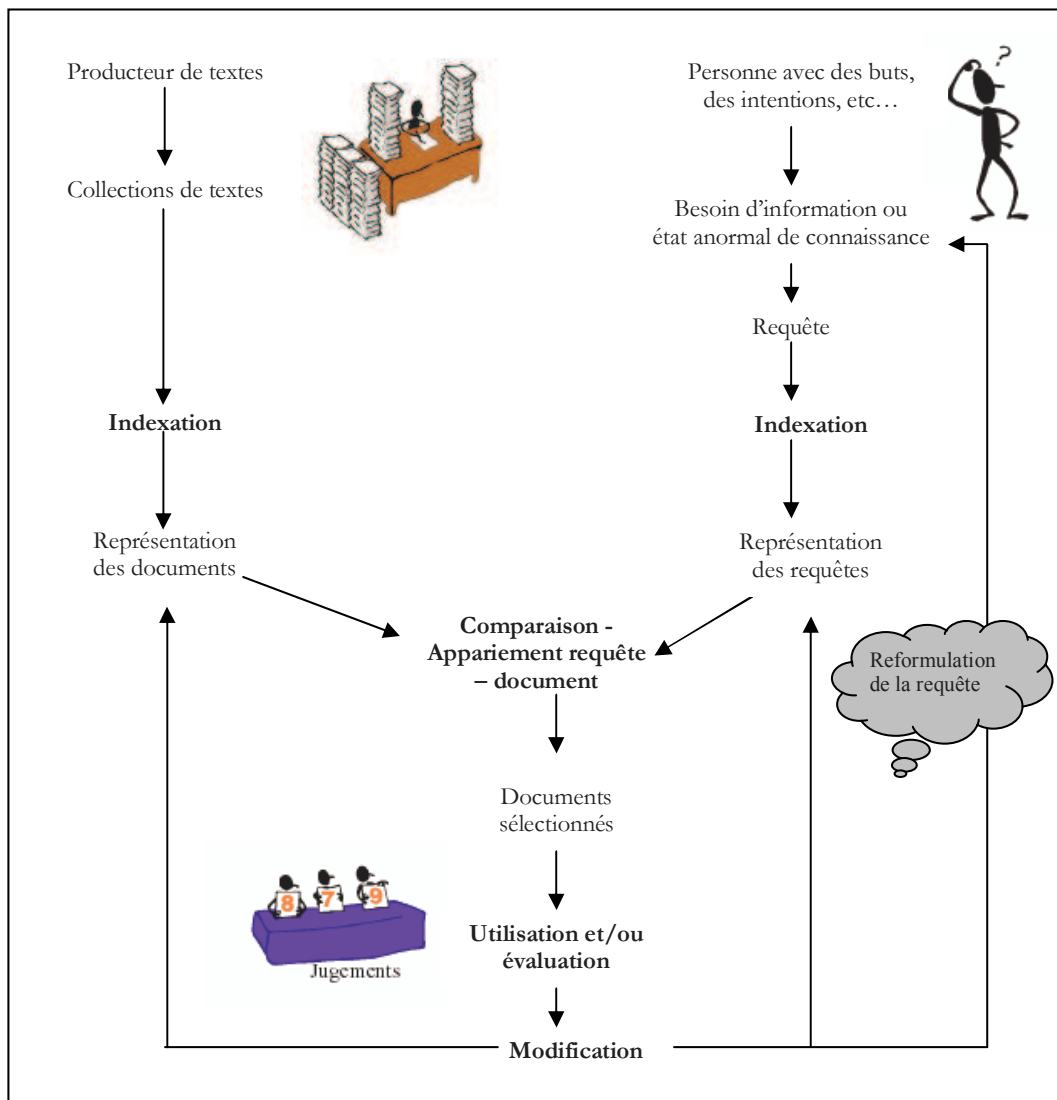 Producteur de textes
Collections de textes
Indexation
Représentation
des documents
Personne avec des buts,
des intentions, etc…
?
Besoin d'information ou
état anormal de connaissance
Requête
Indexation
Représentation
des requêtes
Comparaison -
Appariement requête
– document
Reformulation
de la requête
Documents
sélectionnés
8 7 9
Jugements
Utilisation et/ou
évaluation
Modification